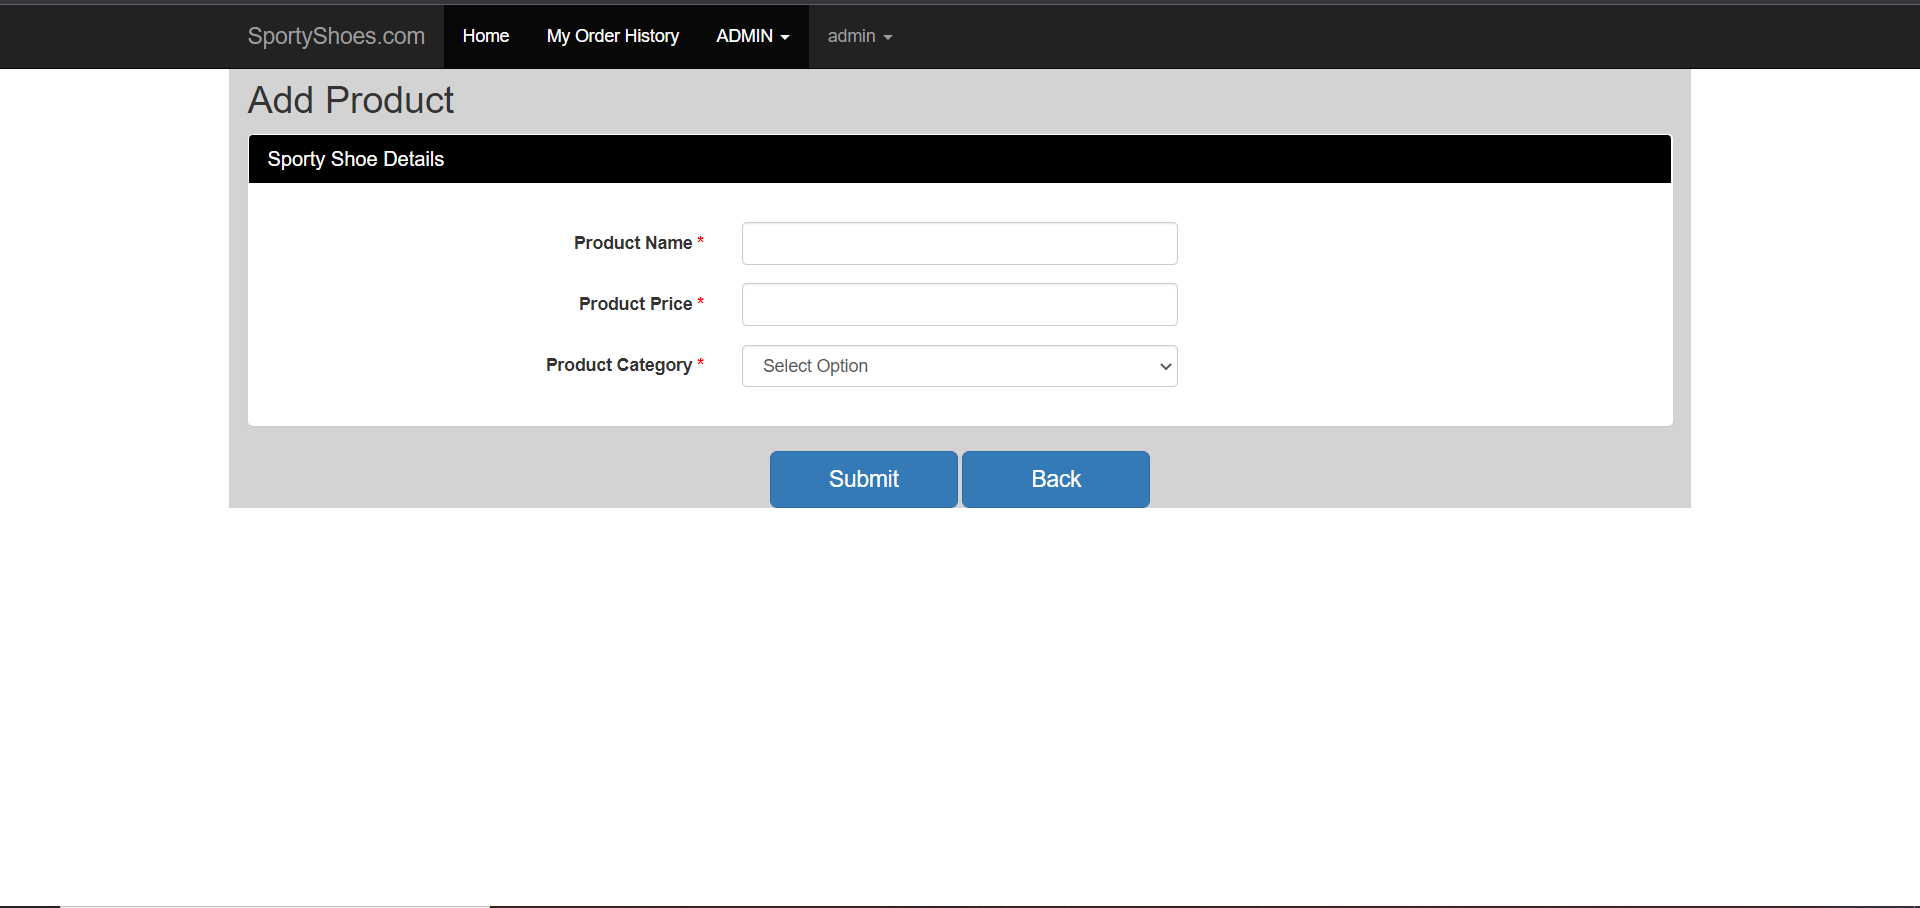 SportyShoes.com Home My Order History ADMIN admin
Add Product
Sporty Shoe Details
Product Name *
Product Price *
Product Category * Select Option
Submit Back